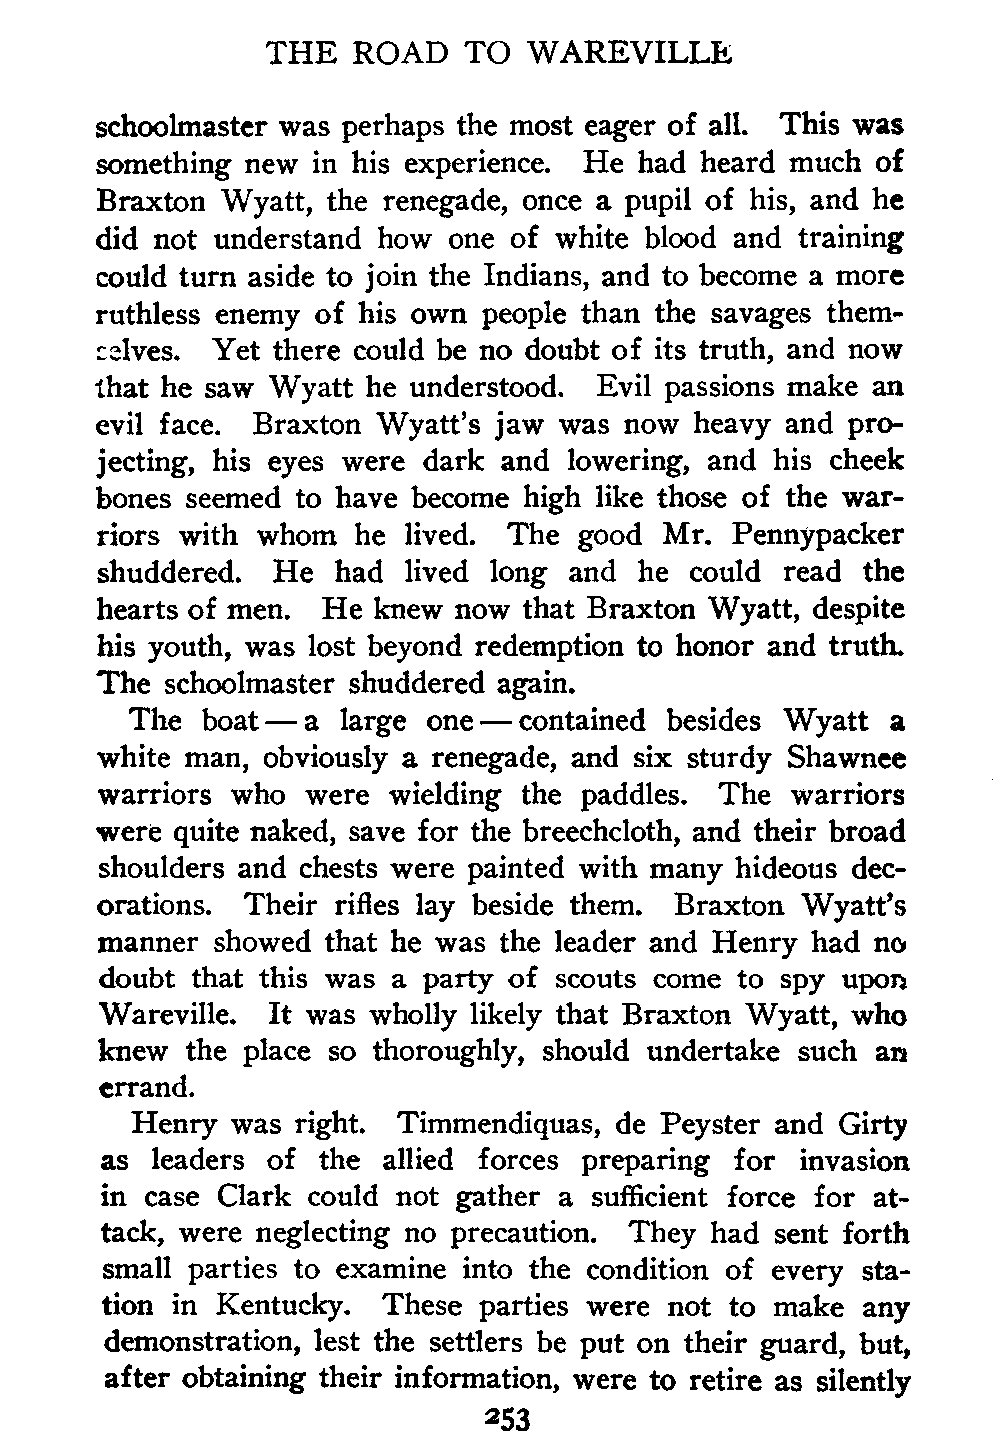 THE ROAD TO WAREVILLE
schoolmaster was perhaps the most eager of all. This was
something new in his experience. He had heard much of
Braxton Wyatt, the renegade, once a pupil of his, and he
did not understand how one of white blood and training
could turn aside to join the Indians, and to become a more
ruthless enemy of his own people than the savages them-
selves. Yet there could be no doubt of its truth, and now
that he saw Wyatt he understood. Evil passions make an
evil face. Braxton Wyatt's jaw was now heavy and pro-
jecting, his eyes were dark and lowering, and his cheek
bones seemed to have become high like those of the war-
riors with whom he lived. The good Mr. Pennypacker
shuddered. He had lived long and he could read the
hearts of men. He knew now that Braxton Wyatt, despite
his youth, was lost beyond redemption to honor and truth.
The schoolmaster shuddered again.
The boat — a large one — contained besides Wyatt a
white man, obviously a renegade, and six sturdy Shawnee
warriors who were wielding the paddles. The warriors
were quite naked, save for the breechcloth, and their broad
shoulders and chests were painted with many hideous dec-
orations. Their rifles lay beside them. Braxton Wyatt's
manner showed that he was the leader and Henry had no
doubt that this was a party of scouts come to spy upon
Wareville. It was wholly likely that Braxton Wyatt, who
knew the place so thoroughly, should undertake such an
errand.
Henry was right. Timmendiquas, de Peyster and Girty
as leaders of the allied forces preparing for invasion
in case Clark could not gather a sufficient force for at-
tack, were neglecting no precaution. They had sent forth
small parties to examine into the condition of every sta-
tion in Kentucky. These parties were not to make any
demonstration, lest the settlers be put on their guard, but,
after obtaining their information, were to retire as silently
253